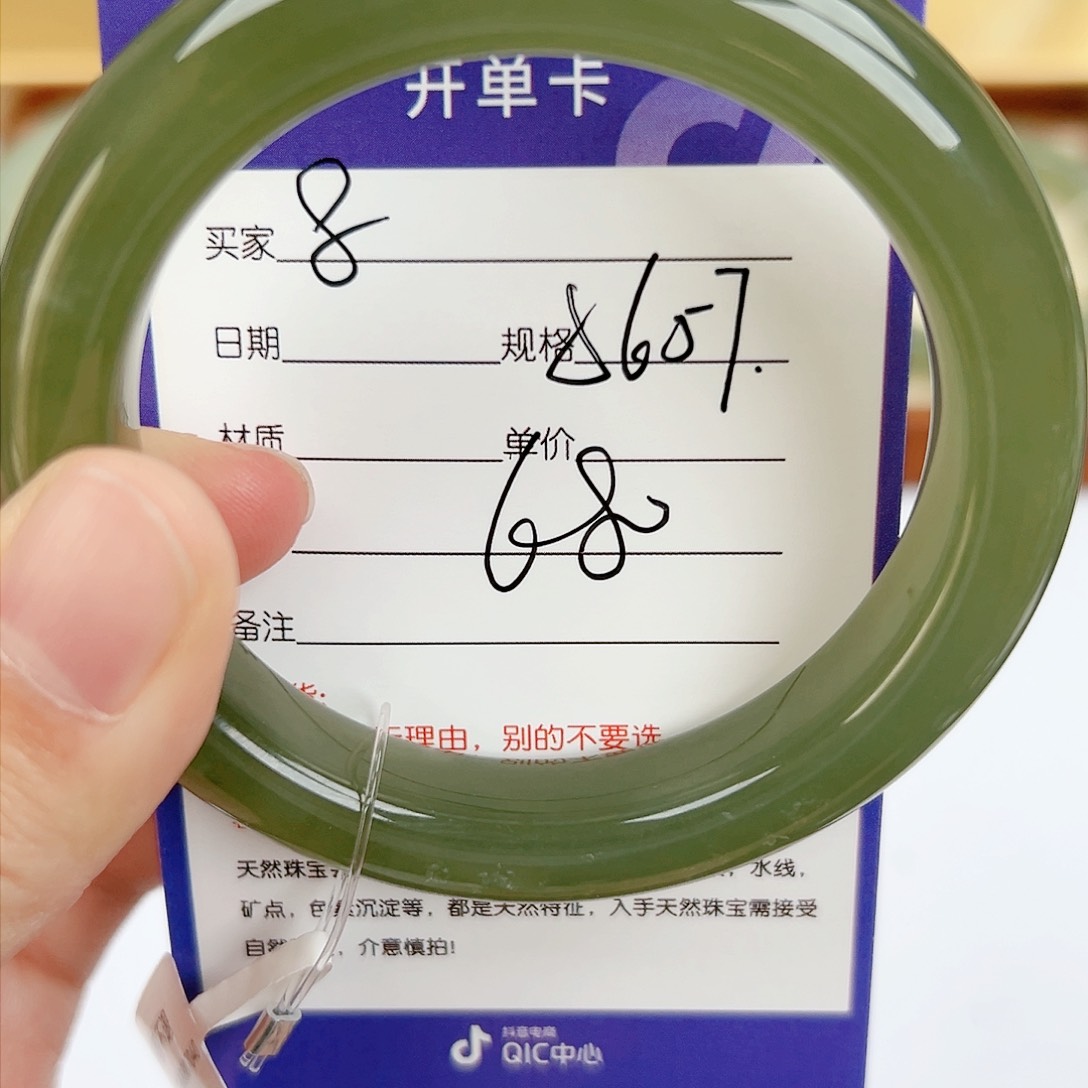 开单卡
买家 8
日期 规格 8657.
材质 单价
68
备注
理由，别的不要选
天然珠宝 水线，
矿点，色 沉淀等，都是天然特征，入手天然珠宝需接受
自然 ，介意慎拍!
抖音电商
QIC中心